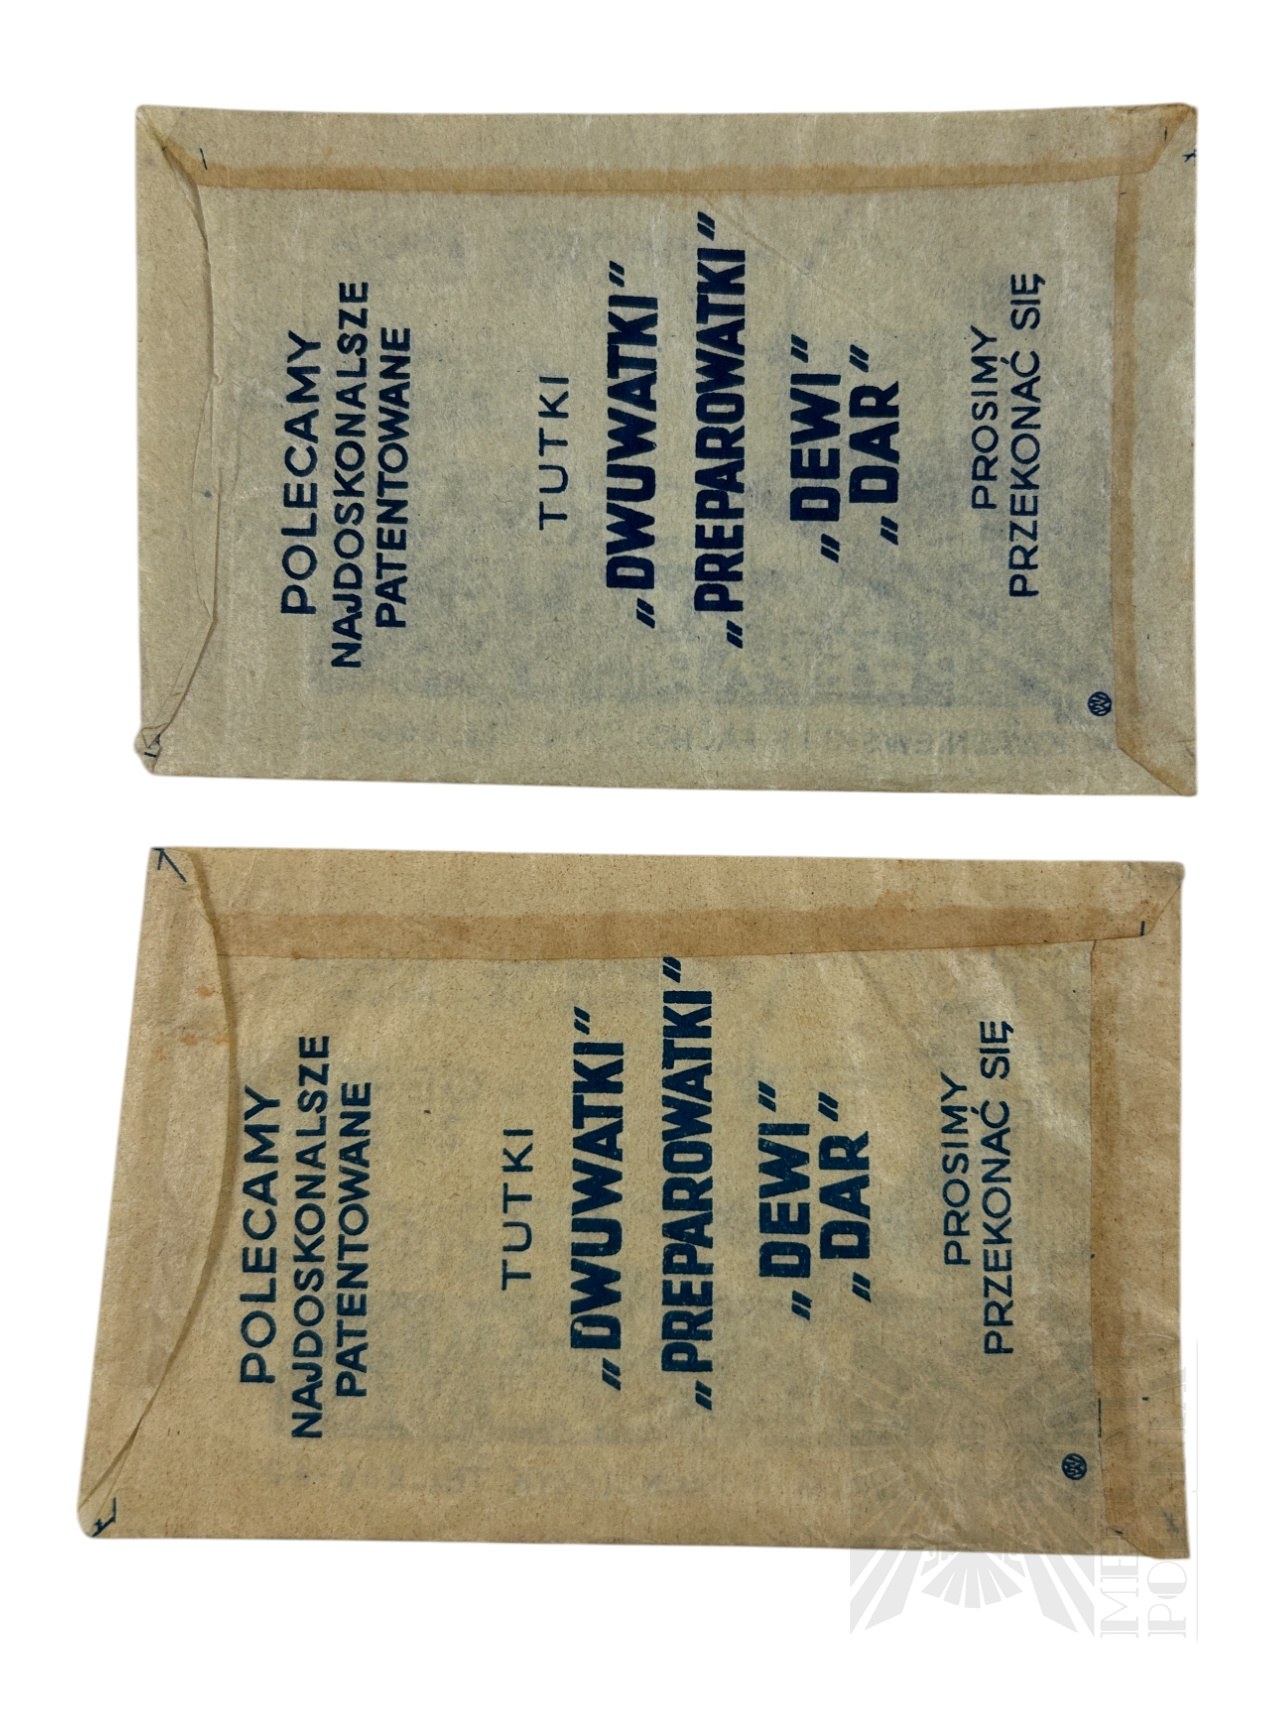 POLECAMY
NAJDOSKONALSZE
PATENTOWANE
TUTKI
„DWUWATKI”
„PREPAROWATKI”
„DEWI”
„DAR”
PROSIMY
PRZEKONAĆ SIĘ
POLECAMY
NAJDOSKONALSZE
PATENTOWANE
TUTKI
„DWUWATKI”
„PREPAROWATKI”
„DEWI”
„DAR”
PROSIMY
PRZEKONAĆ SIĘ